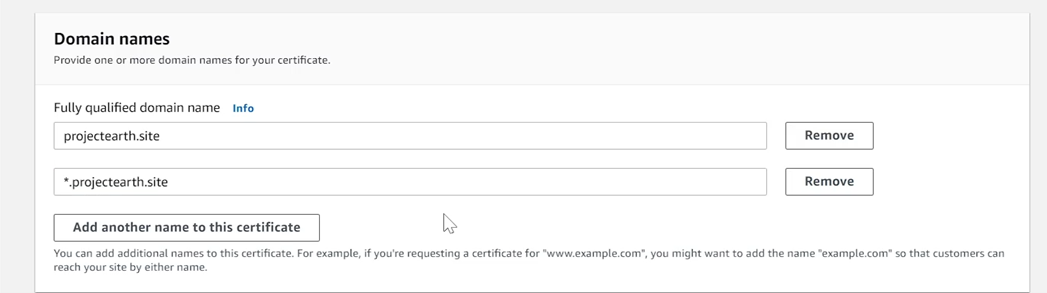 Domain names
Provide one or more domain names for your certificate.
Fully qualified domain name Info
projectearth.site Remove
*.projectearth.site Remove
Add another name to this certificate
You can add additional names to this certificate. For example, if you're requesting a certificate for "www.example.com", you might want to add the name "example.com" so that customers can
reach your site by either name.